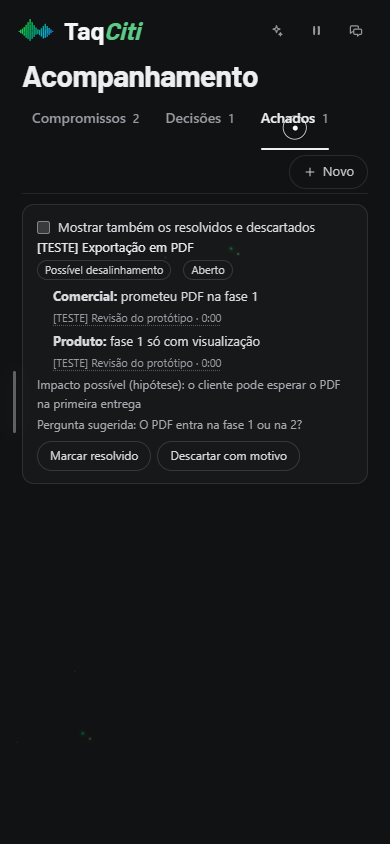 TaqCiti
Acompanhamento
Compromissos 2 Decisões 1 Achados 1
+ Novo
Mostrar também os resolvidos e descartados
[TESTE] Exportação em PDF
Possível desalinhamento Aberto
Comercial: prometeu PDF na fase 1
[TESTE] Revisão do protótipo · 0:00
Produto: fase 1 só com visualização
[TESTE] Revisão do protótipo · 0:00
Impacto possível (hipótese): o cliente pode esperar o PDF
na primeira entrega
Pergunta sugerida: O PDF entra na fase 1 ou na 2?
Marcar resolvido Descartar com motivo